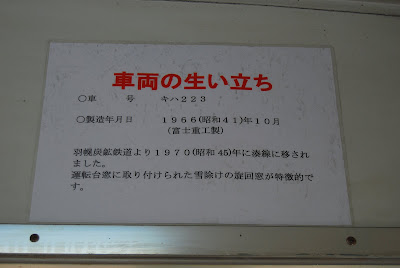 車両の生い立ち
○車　　号　　キハ２２３
○製造年月日　　１９６６(昭和４１)年１０月
(富士重工製)
羽幌炭鉱鉄道より１９７０(昭和 45)年に湊線に移され
ました。
運転台窓に取り付けられた雪除けの旋回窓が特徴的で
す。